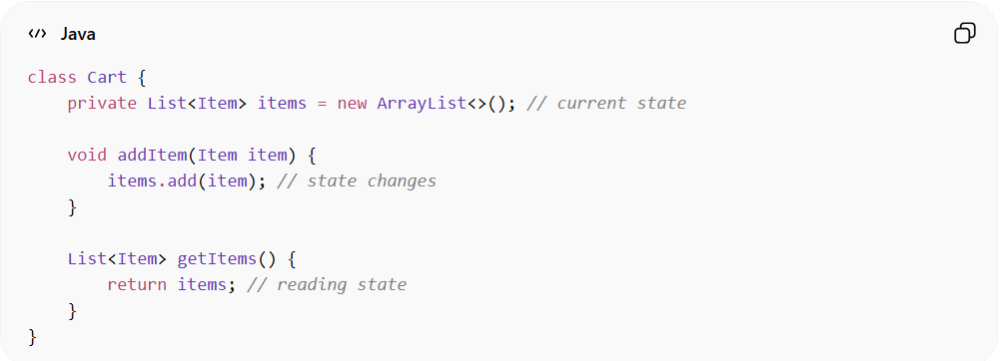 </> Java
class Cart {
    private List<Item> items = new ArrayList<>(); // current state

    void addItem(Item item) {
        items.add(item); // state changes
    }

    List<Item> getItems() {
        return items; // reading state
    }
}